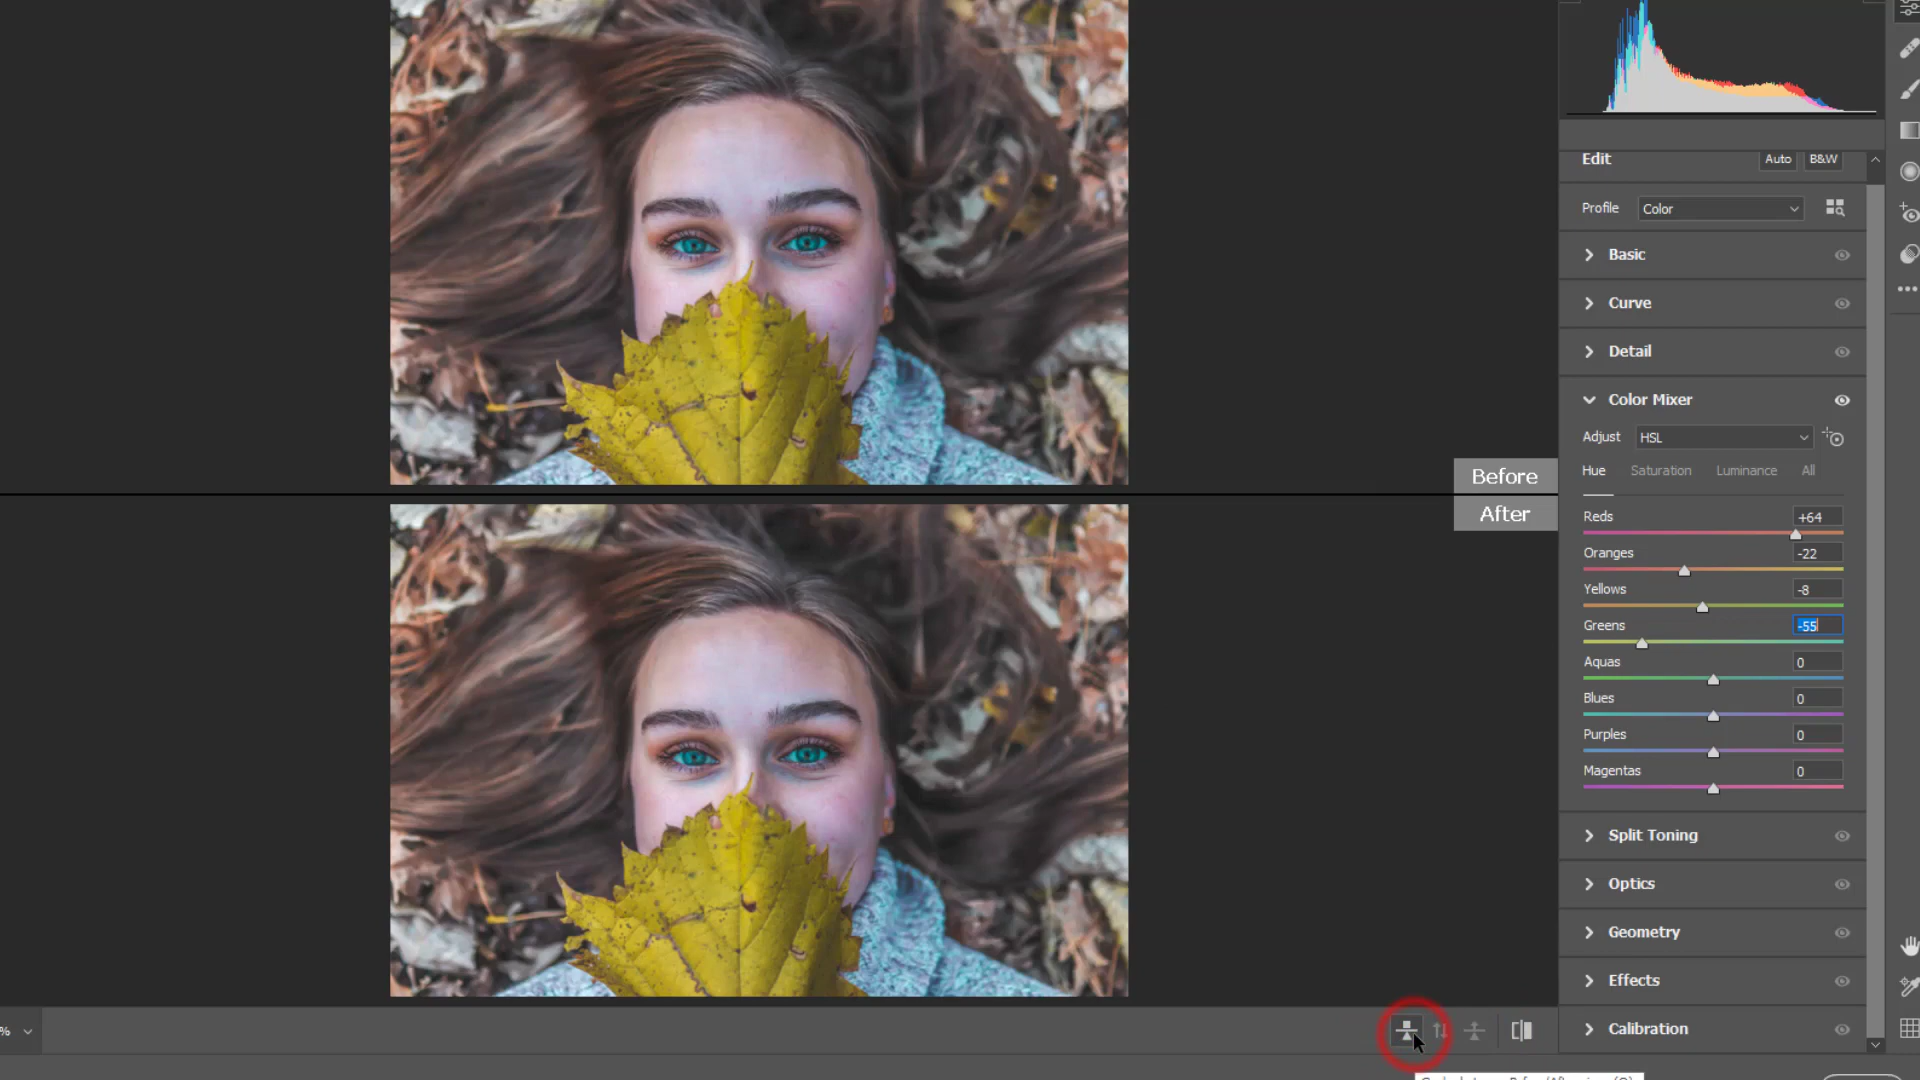 Edit Auto B&W
Profile Color
Basic
Curve
Detail
Color Mixer
Adjust HSL
Hue Saturation Luminance All
Reds +64
Oranges -22
Yellows -8
Greens -55
Aquas 0
Blues 0
Purples 0
Magentas 0
Split Toning
Optics
Geometry
Effects
Calibration
Before
After
%